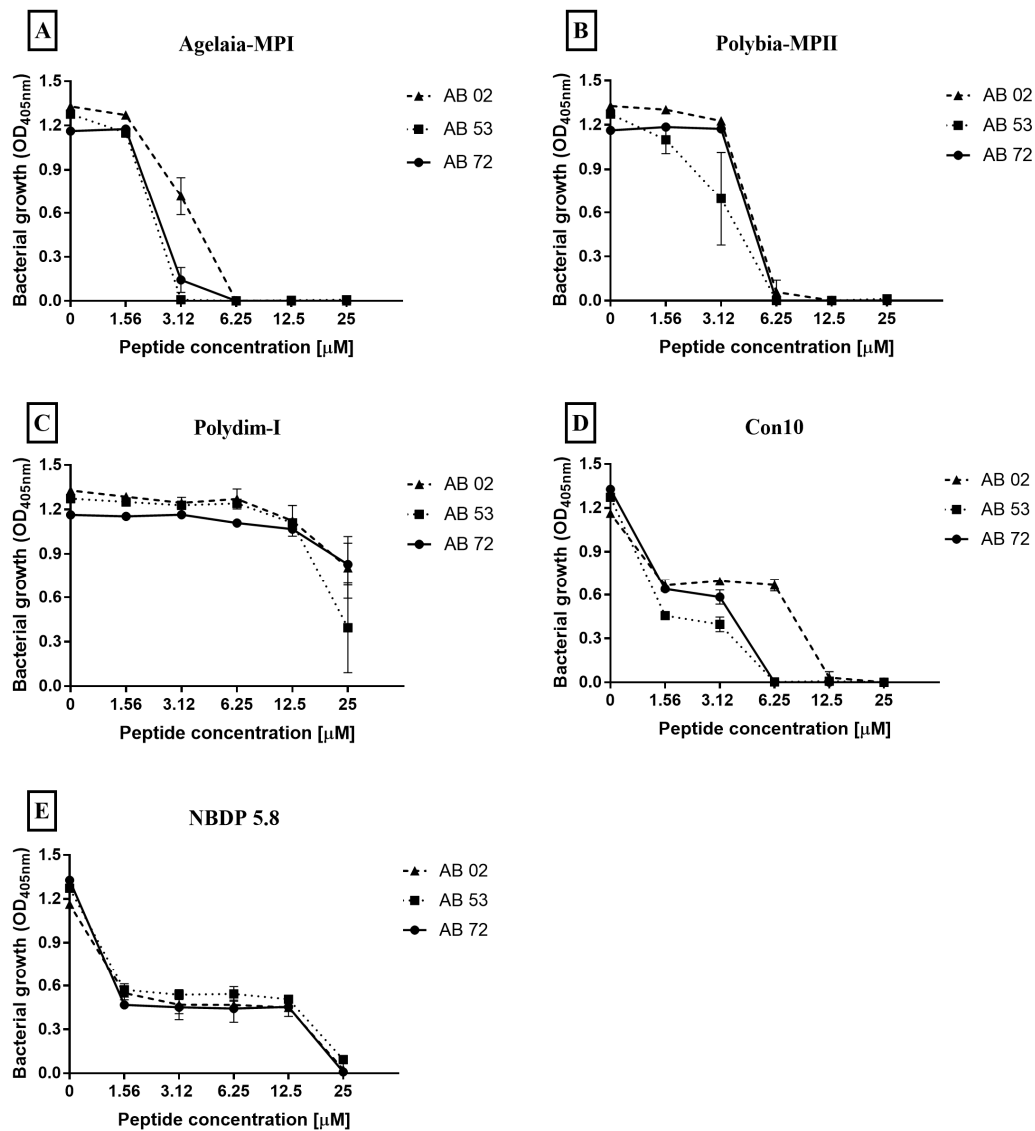 A
Agelaia-MPI
Bacterial growth (OD405nm)
1.5
1.2
0.9
0.6
0.3
0.0
0 1.56 3.12 6.25 12.5 25
Peptide concentration [μM]
AB 02
AB 53
AB 72
B
Polybia-MPII
Bacterial growth (OD405nm)
1.5
1.2
0.9
0.6
0.3
0.0
0 1.56 3.12 6.25 12.5 25
Peptide concentration [μM]
AB 02
AB 53
AB 72
C
Polydim-I
Bacterial growth (OD405nm)
1.5
1.2
0.9
0.6
0.3
0.0
0 1.56 3.12 6.25 12.5 25
Peptide concentration [μM]
AB 02
AB 53
AB 72
D
Con10
Bacterial growth (OD405nm)
1.5
1.2
0.9
0.6
0.3
0.0
0 1.56 3.12 6.25 12.5 25
Peptide concentration [μM]
AB 02
AB 53
AB 72
E
NBDP 5.8
Bacterial growth (OD405nm)
1.5
1.2
0.9
0.6
0.3
0.0
0 1.56 3.12 6.25 12.5 25
Peptide concentration [μM]
AB 02
AB 53
AB 72